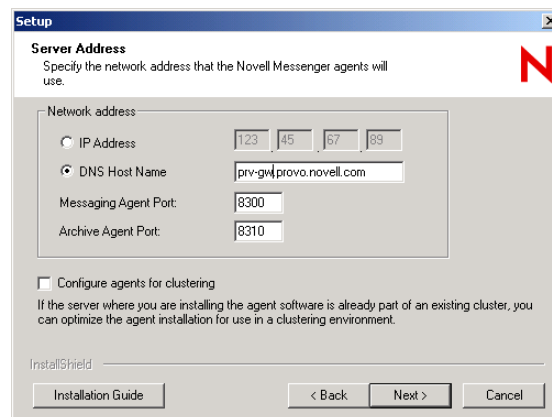 Setup
Server Address
Specify the network address that the Novell Messenger agents will
use.
N
Network address
IP Address 123 . 45 . 67 . 89
DNS Host Name prv-gw.provo.novell.com
Messaging Agent Port: 8300
Archive Agent Port: 8310
Configure agents for clustering
If the server where you are installing the agent software is already part of an existing cluster, you
can optimize the agent installation for use in a clustering environment.
InstallShield
Installation Guide < Back Next > Cancel